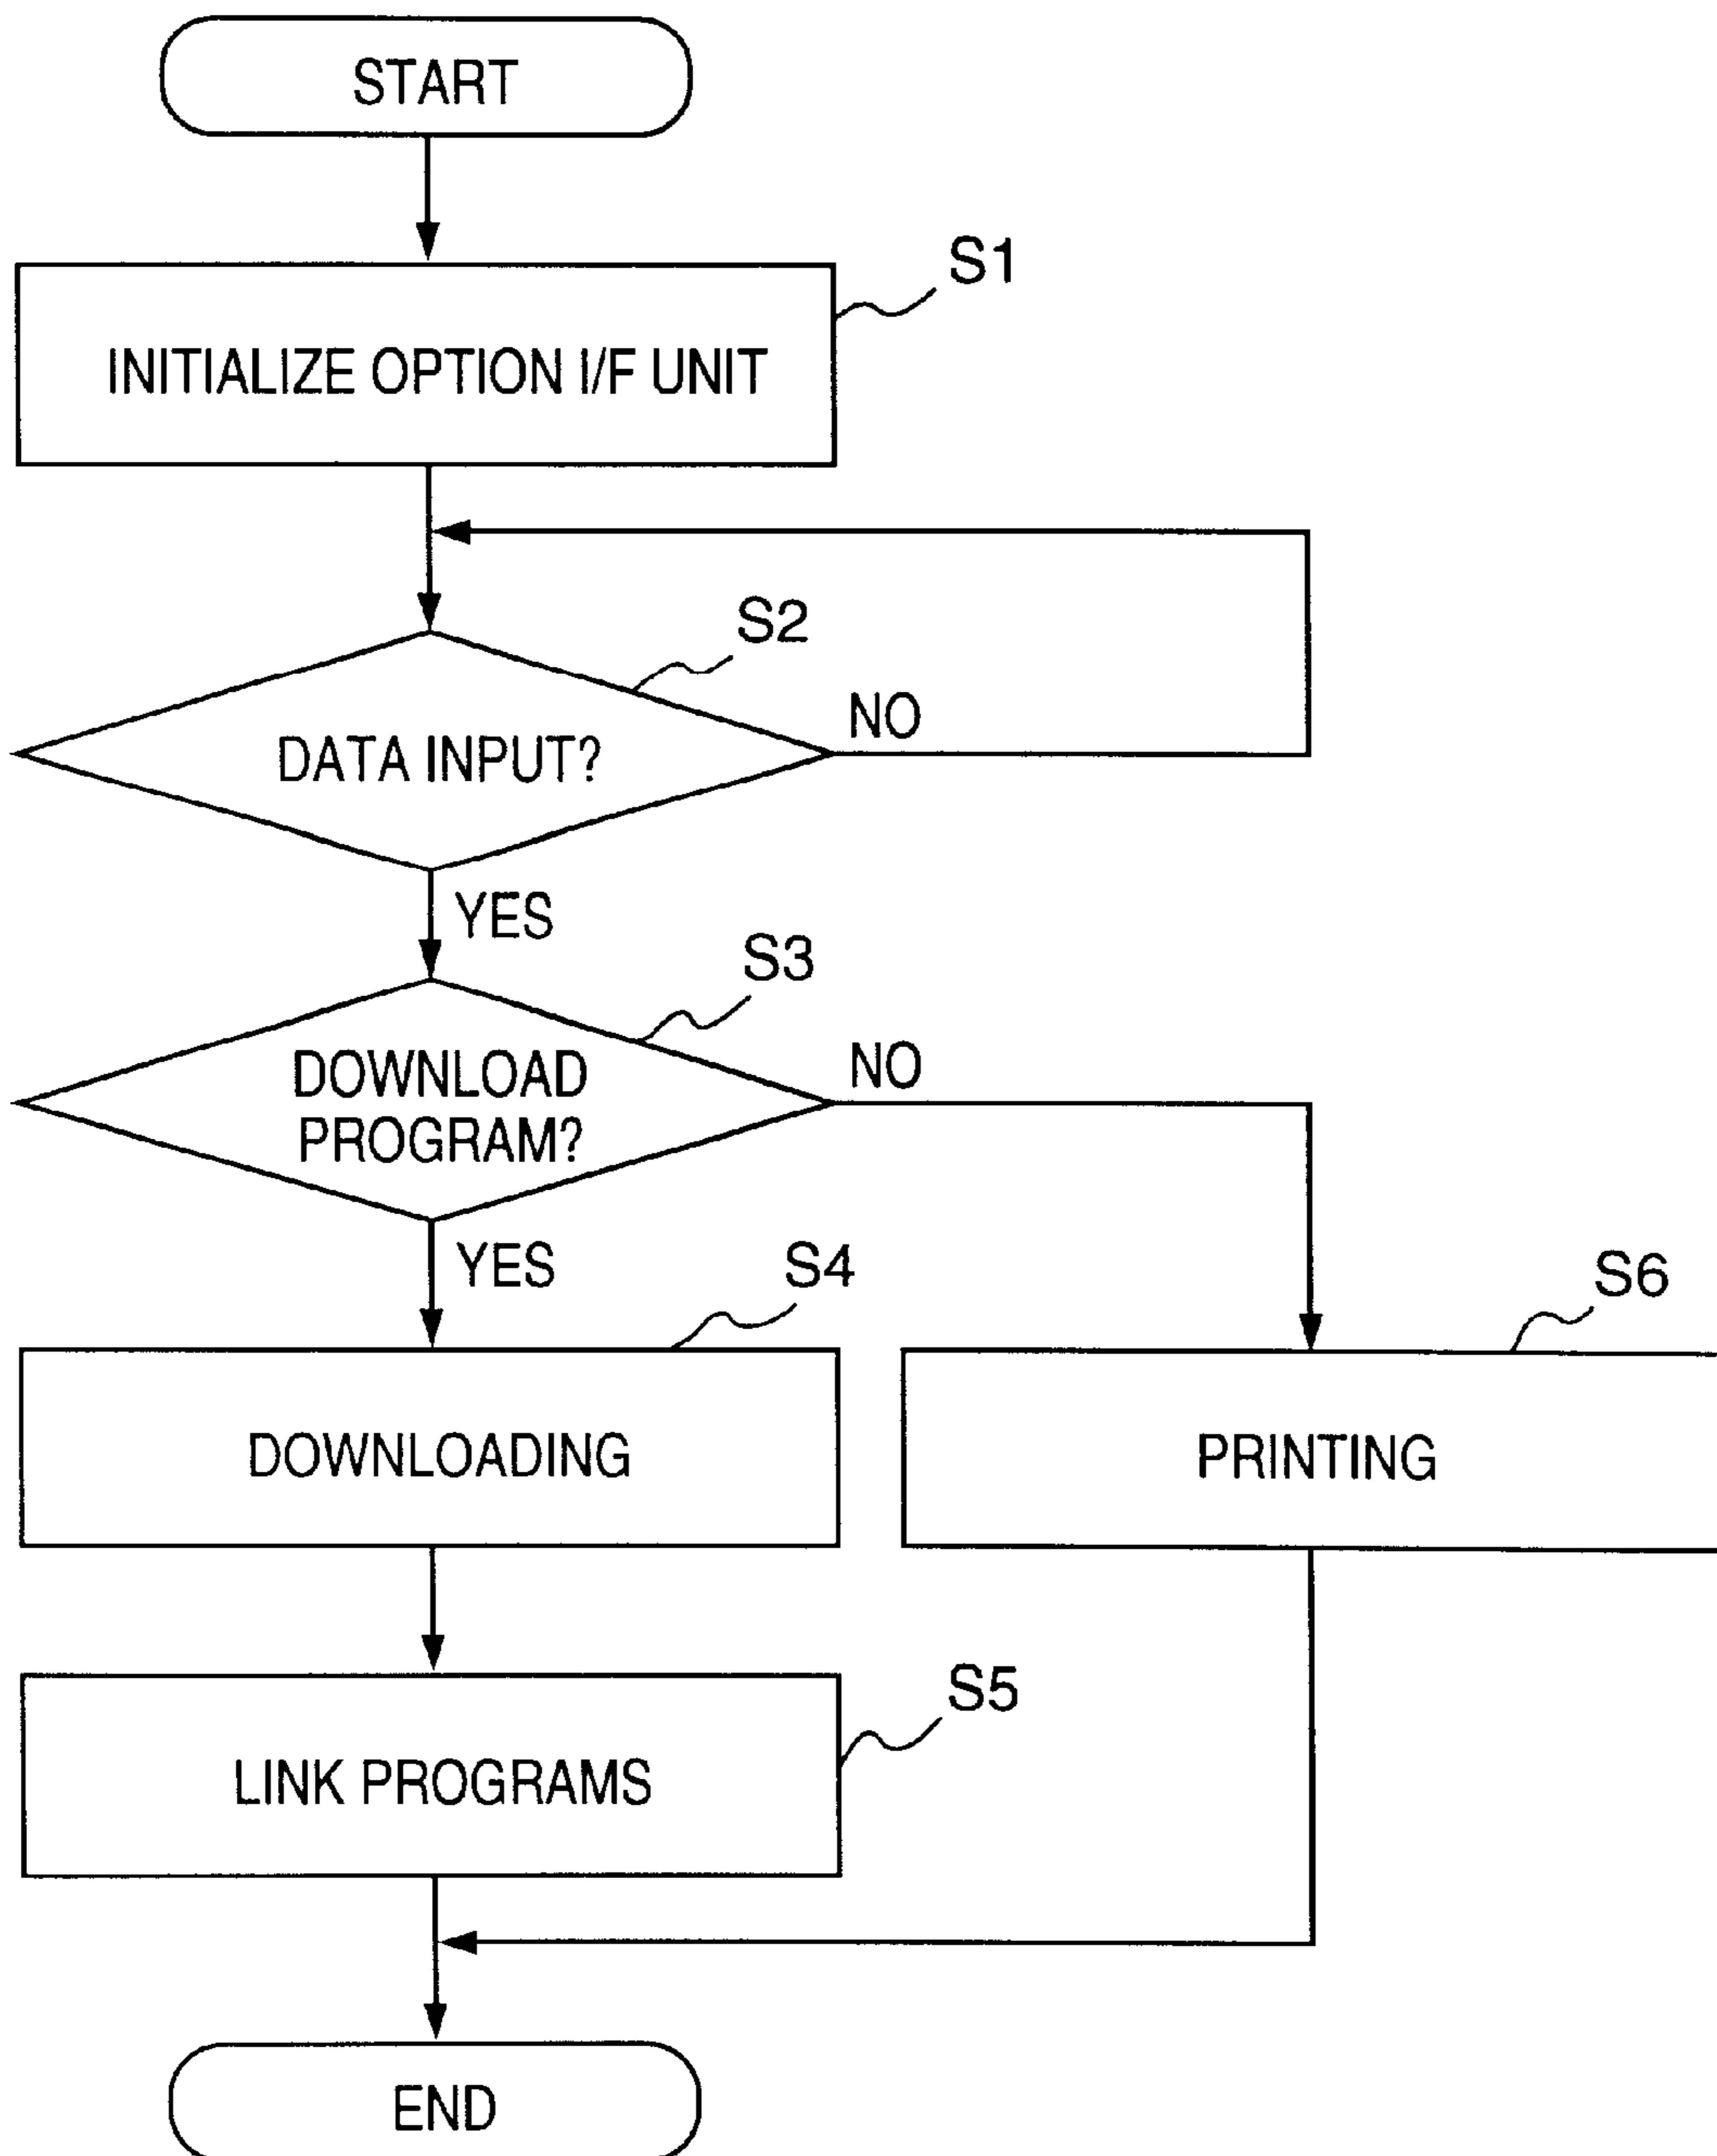 START
S1
INITIALIZE OPTION I/F UNIT
S2
DATA INPUT?
NO
YES
S3
DOWNLOAD
PROGRAM?
NO
YES
S4
S6
DOWNLOADING
PRINTING
S5
LINK PROGRAMS
END